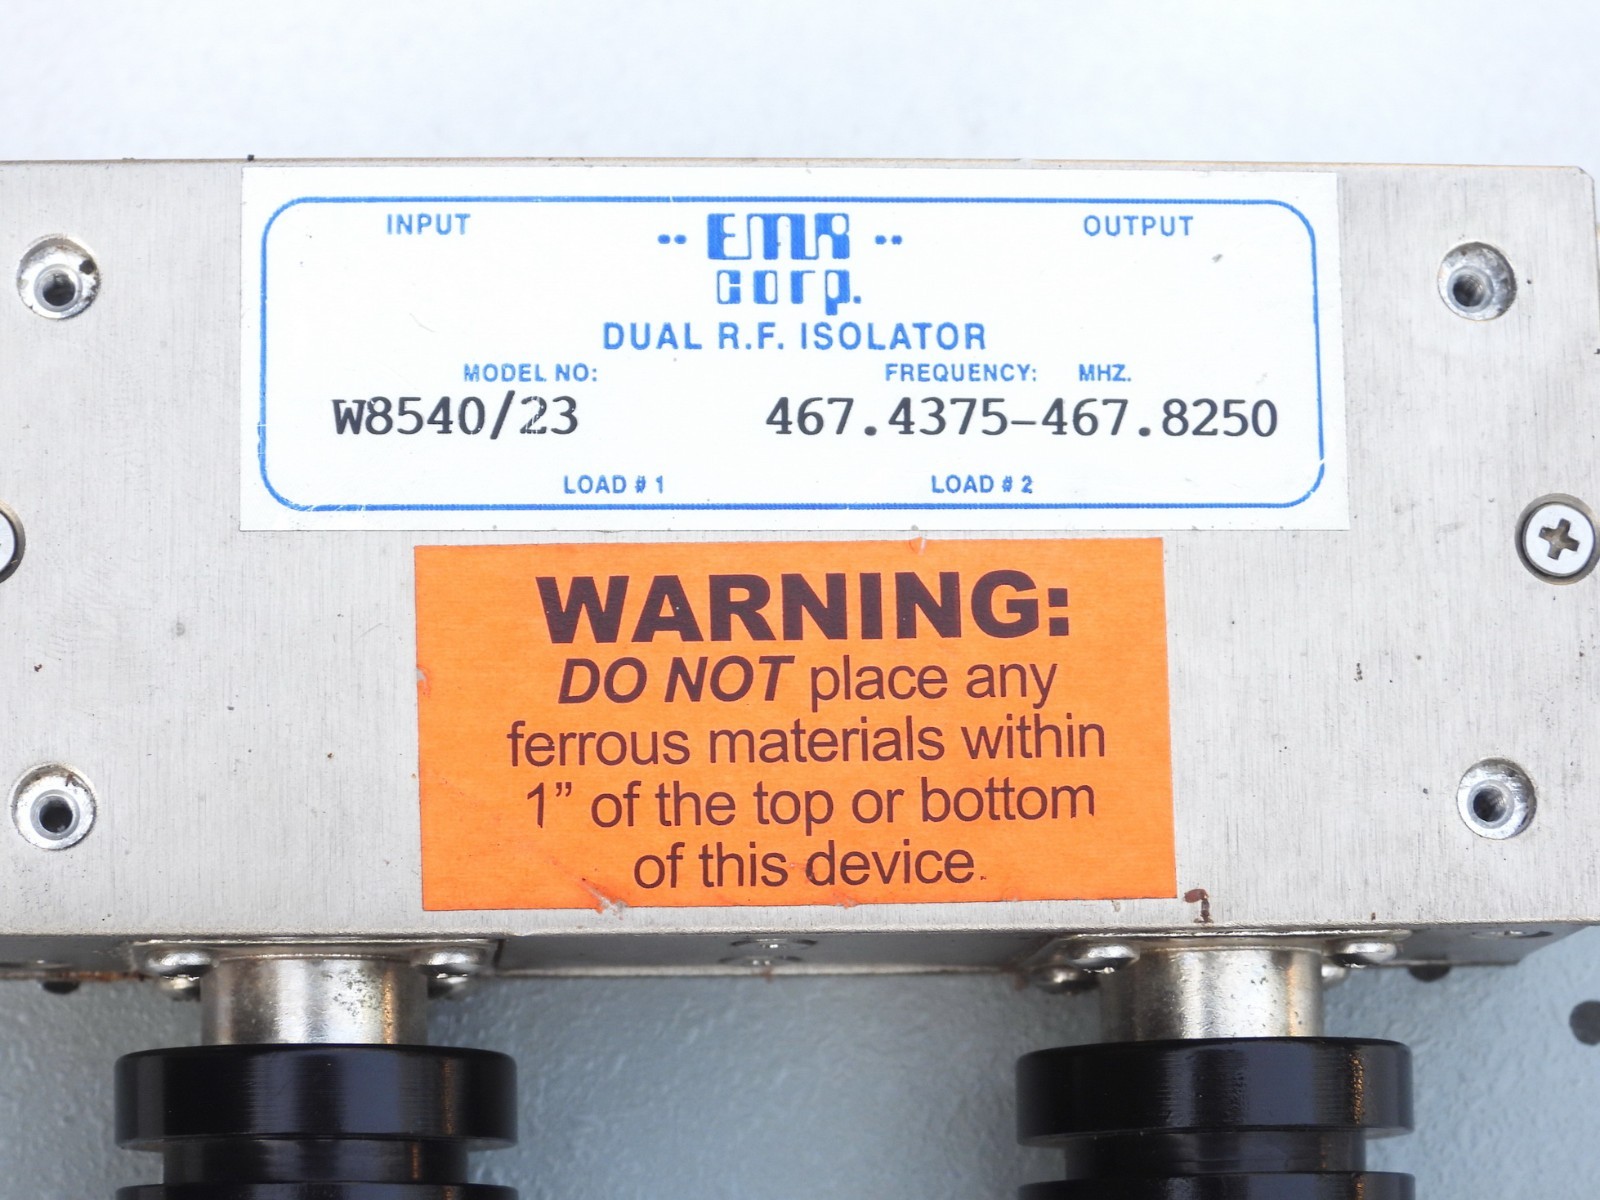 INPUT
OUTPUT
·· EMR ··
corp.
DUAL R.F. ISOLATOR
MODEL NO: FREQUENCY: MHZ.
W8540/23 467.4375-467.8250
LOAD # 1 LOAD # 2
WARNING:
DO NOT place any
ferrous materials within
1” of the top or bottom
of this device.